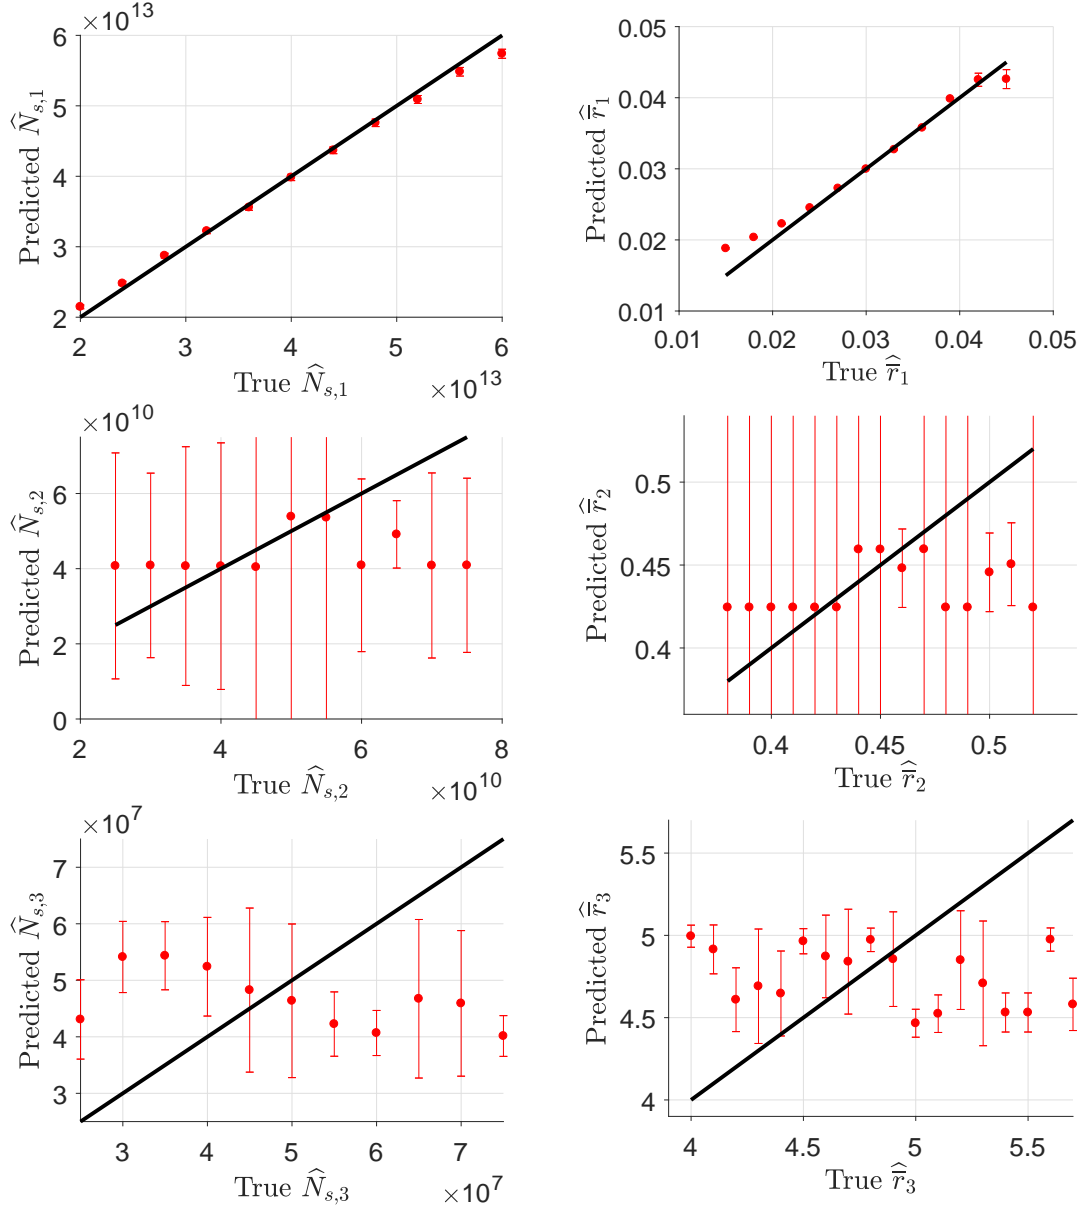 ×10^13
6
5
4
3
2
2 3 4 5 6
×10^13
Predicted N̂_{s,1}
True N̂_{s,1}
0.05
0.04
0.03
0.02
0.01
0.01 0.02 0.03 0.04 0.05
Predicted r̄̂_1
True r̄̂_1
×10^10
6
4
2
0
2 4 6 8
×10^10
Predicted N̂_{s,2}
True N̂_{s,2}
0.5
0.45
0.4
0.4 0.45 0.5
Predicted r̄̂_2
True r̄̂_2
×10^7
7
6
5
4
3
3 4 5 6 7
×10^7
Predicted N̂_{s,3}
True N̂_{s,3}
5.5
5
4.5
4
4 4.5 5 5.5
Predicted r̄̂_3
True r̄̂_3